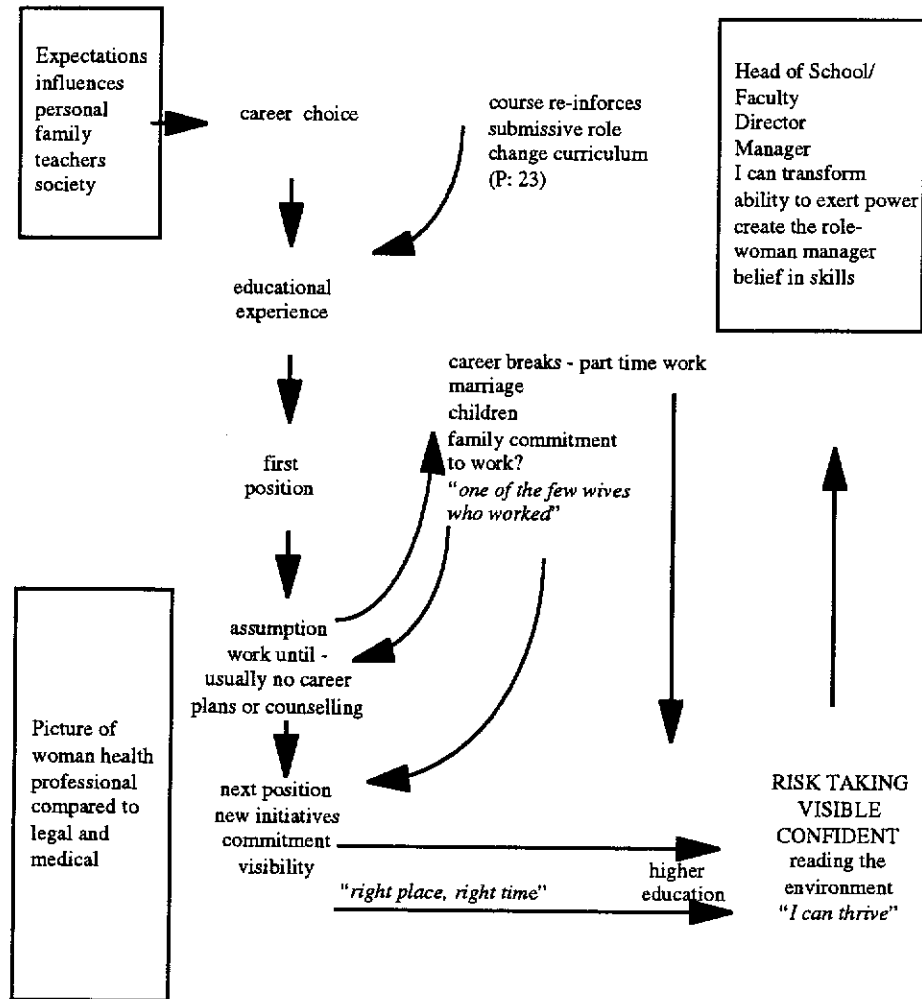 Expectations
influences
personal
family
teachers
society
career choice
course re-inforces
submissive role
change curriculum
(P: 23)
Head of School/
Faculty
Director
Manager
I can transform
ability to exert power
create the role-
woman manager
belief in skills
educational
experience
career breaks - part time work
marriage
children
family commitment
to work?
"one of the few wives
who worked"
first
position
assumption
work until -
usually no career
plans or counselling
Picture of
woman health
professional
compared to
legal and
medical
next position
new initiatives
commitment
visibility
"right place, right time"
higher
education
RISK TAKING
VISIBLE
CONFIDENT
reading the
environment
"I can thrive"